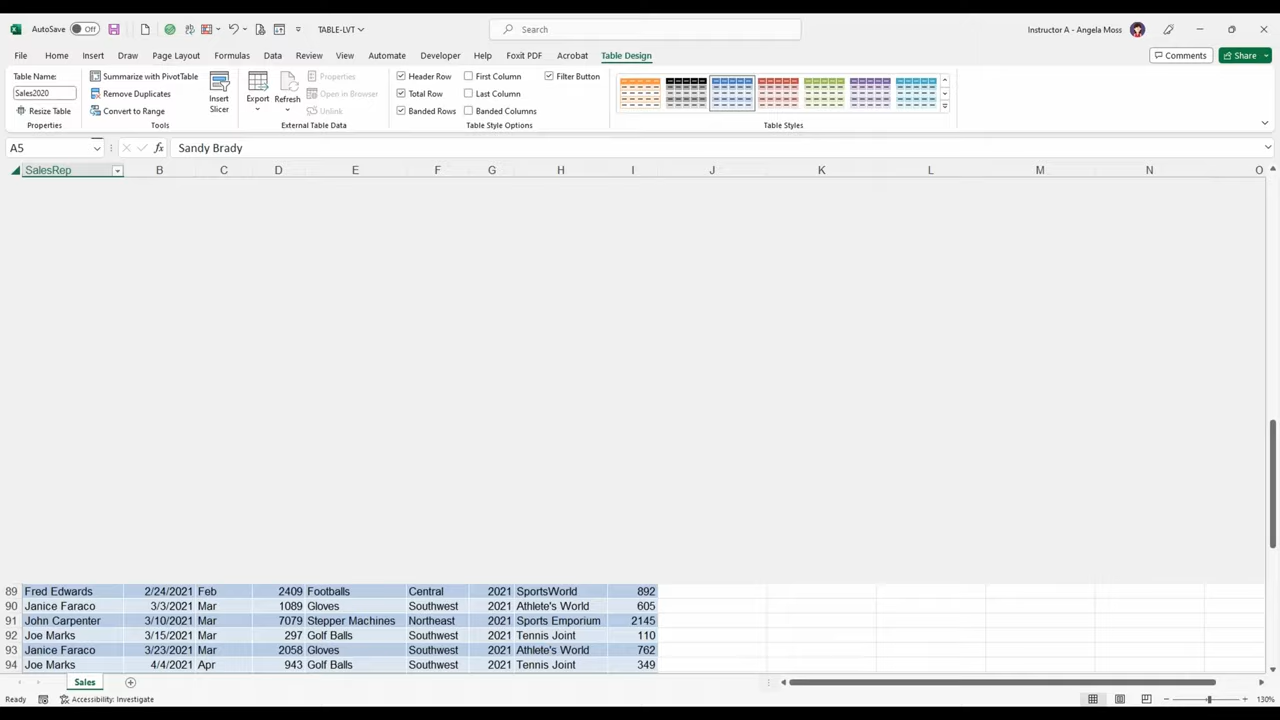 AutoSave Off TABLE-LVT Search Instructor A - Angela Moss
File Home Insert Draw Page Layout Formulas Data Review View Automate Developer Help Foxit PDF Acrobat Table Design Comments Share
Table Name: Summarize with PivotTable Properties Header Row First Column Filter Button
Sales2020 Remove Duplicates Insert Slicer Export Refresh Open in Browser Total Row Last Column
Resize Table Convert to Range Unlink Banded Rows Banded Columns
Properties Tools External Table Data Table Style Options Table Styles
A5 fx Sandy Brady
SalesRep B C D E F G H I J K L M N O
89 Fred Edwards 2/24/2021 Feb 2409 Footballs Central 2021 SportsWorld 892
90 Janice Faraco 3/3/2021 Mar 1089 Gloves Southwest 2021 Athlete's World 605
91 John Carpenter 3/10/2021 Mar 7079 Stepper Machines Northeast 2021 Sports Emporium 2145
92 Joe Marks 3/15/2021 Mar 297 Golf Balls Southwest 2021 Tennis Joint 110
93 Janice Faraco 3/23/2021 Mar 2058 Gloves Southwest 2021 Athlete's World 762
94 Joe Marks 4/4/2021 Apr 943 Golf Balls Southwest 2021 Tennis Joint 349
Sales
Ready Accessibility: Investigate 130%